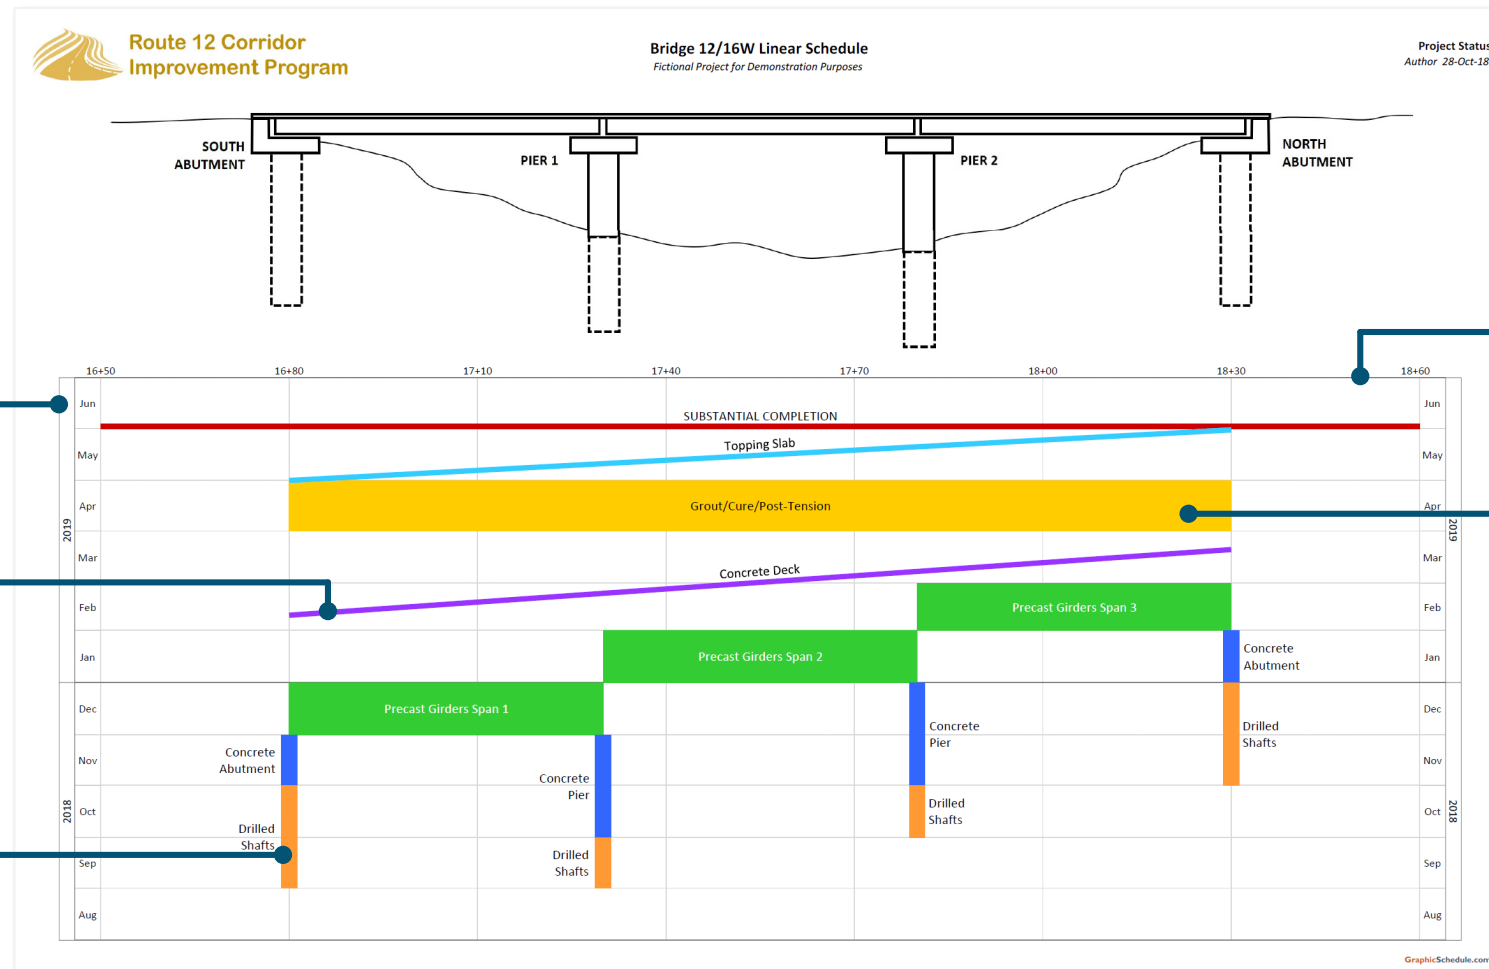 Route 12 Corridor
Improvement Program
Bridge 12/16W Linear Schedule
Fictional Project for Demonstration Purposes
Project Status
Author 28-Oct-18
SOUTH
ABUTMENT
PIER 1
PIER 2
NORTH
ABUTMENT
16+50 16+80 17+10 17+40 17+70 18+00 18+30 18+60
Jun Jun
SUBSTANTIAL COMPLETION
Topping Slab
May May
Apr Grout/Cure/Post-Tension Apr
2019 2019
Mar Mar
Concrete Deck
Feb Precast Girders Span 3 Feb
Jan Precast Girders Span 2 Jan
Concrete
Abutment
Dec Precast Girders Span 1 Dec
Concrete
Pier
Drilled
Shafts
Concrete
Abutment
Nov Nov
Concrete
Pier
Drilled
Shafts
Oct Oct
2018 2018
Drilled
Shafts
Drilled
Shafts
Sep Sep
Aug Aug
GraphicSchedule.com